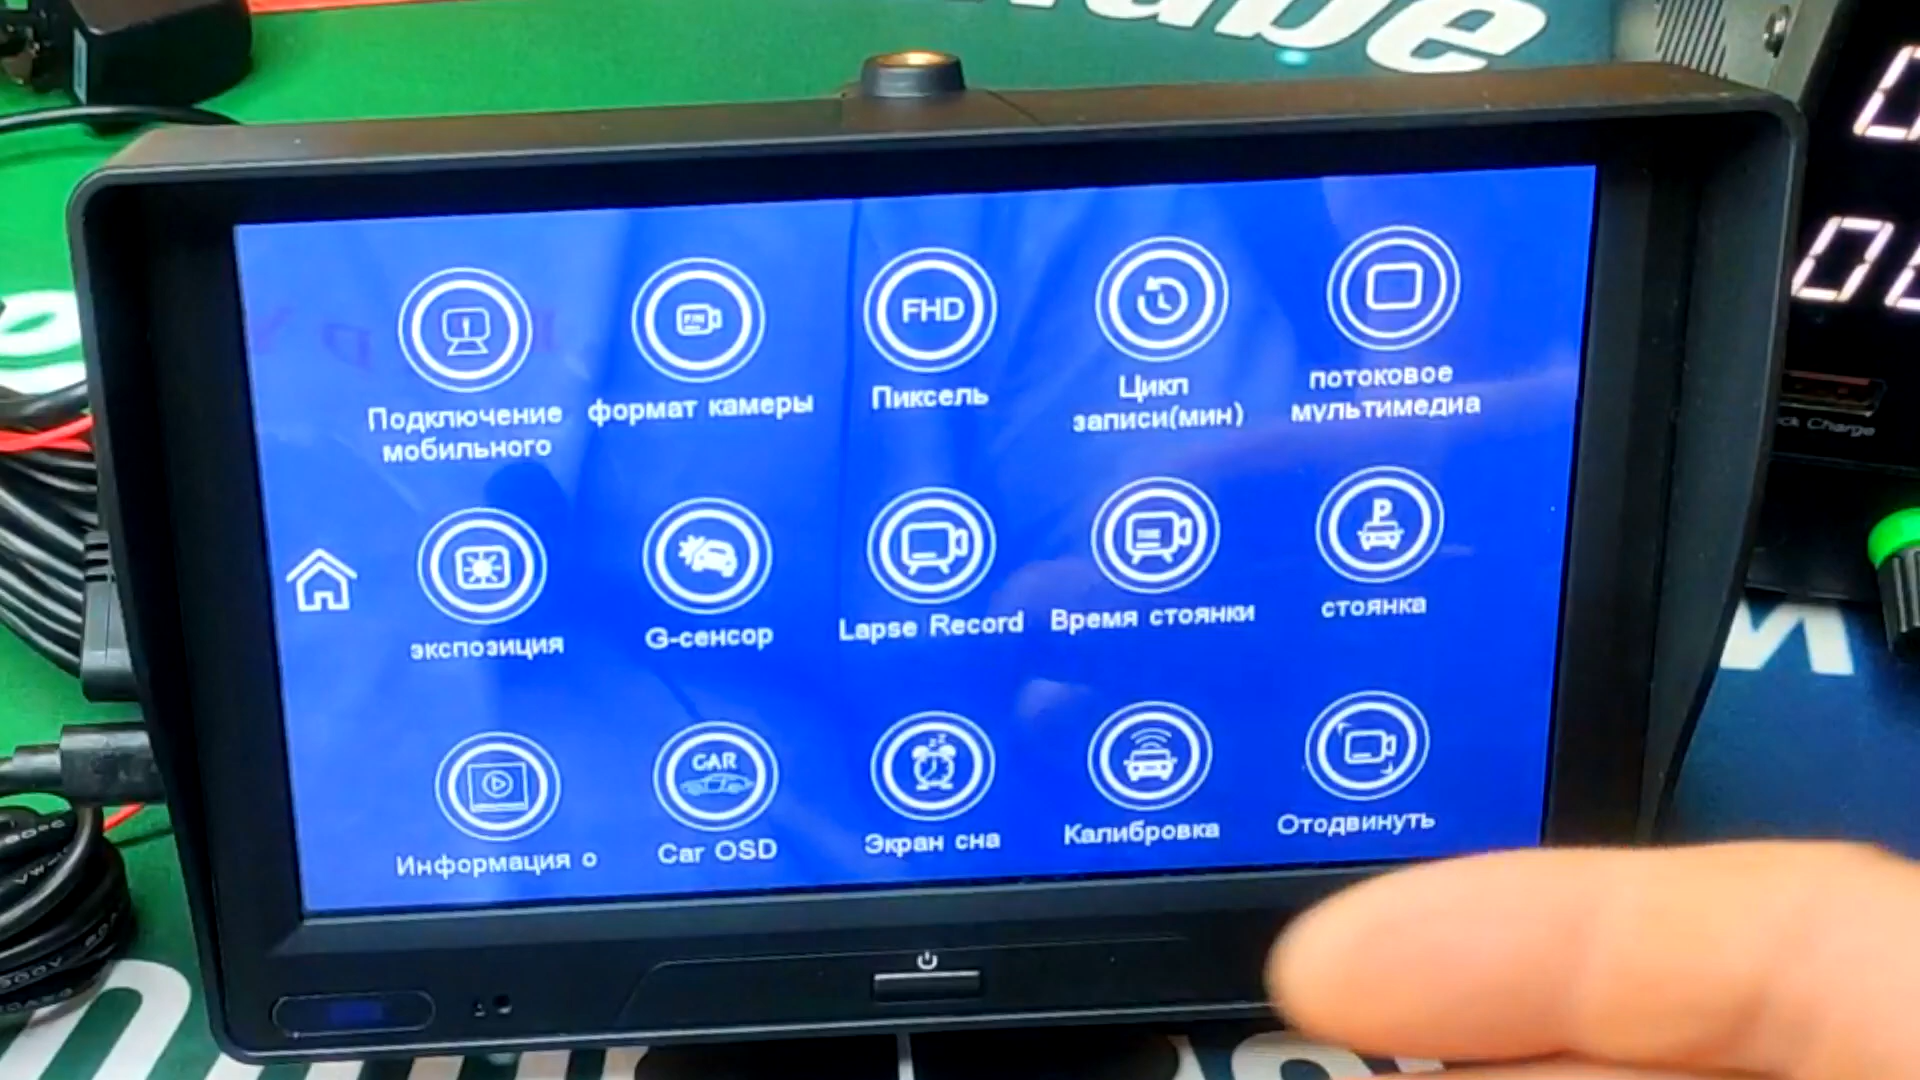 FHD
Подключение
мобильного
формат камеры
Пиксель
Цикл
записи(мин)
потоковое
мультимедиа
P
экспозиция
G-сенсор
Lapse Record
Время стоянки
стоянка
CAR
Информация о
Car OSD
Экран сна
Калибровка
Отодвинуть
Charge